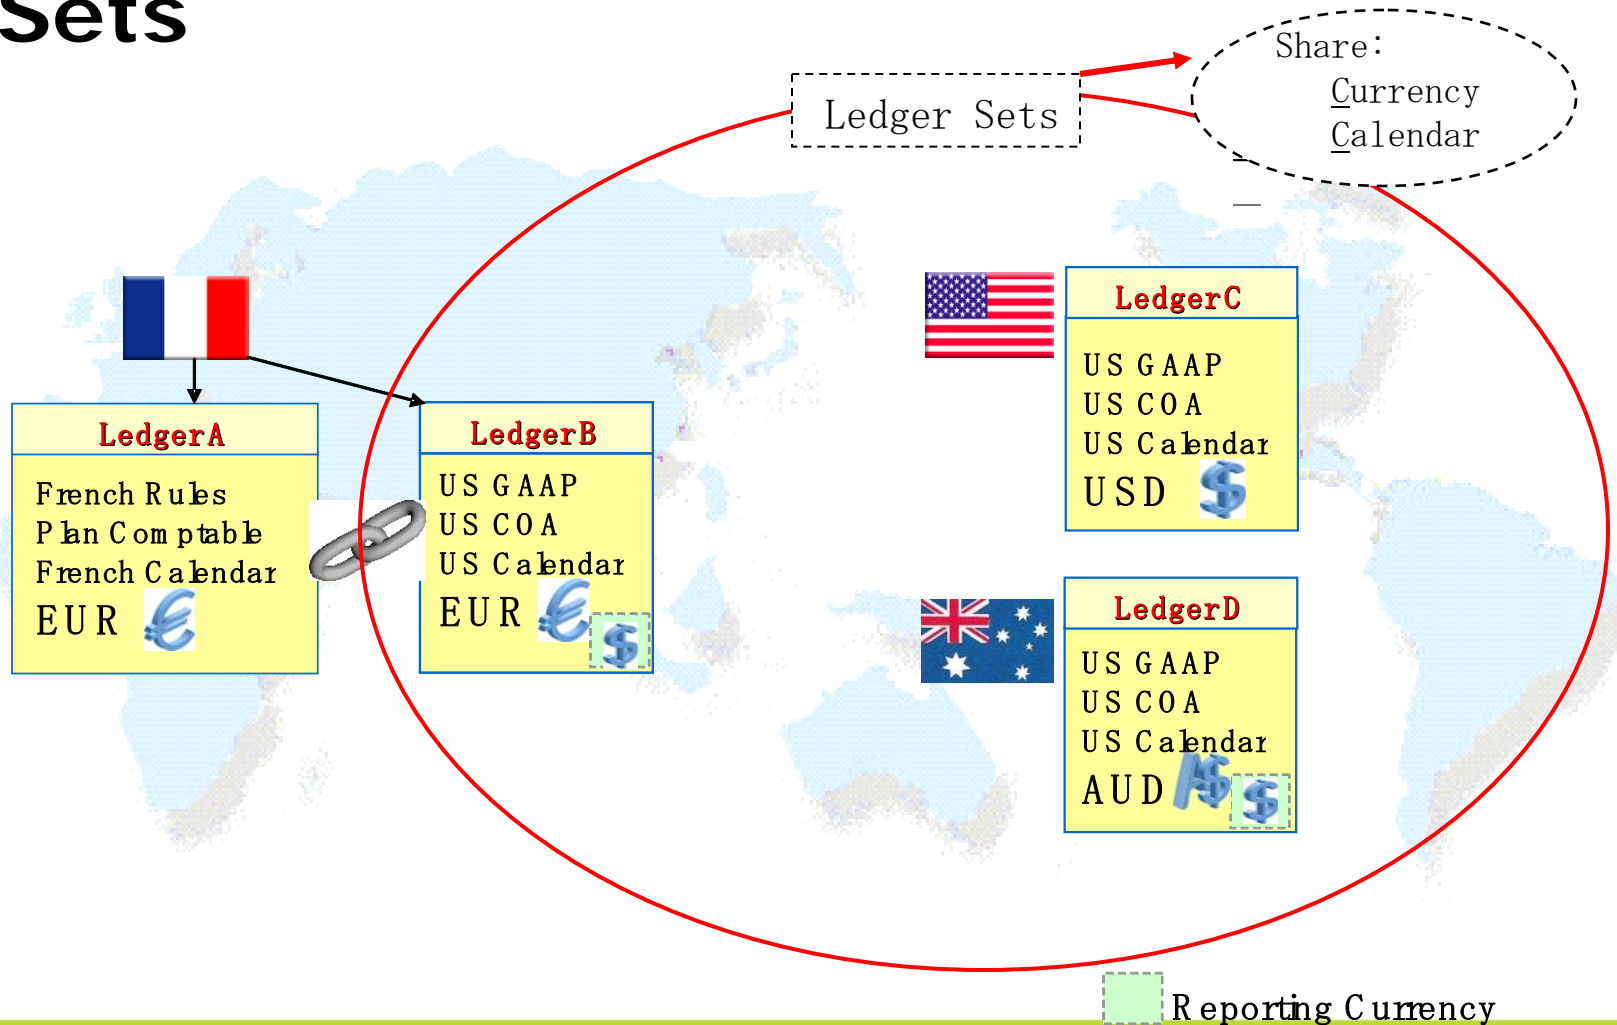 Sets
Ledger Sets
Share:
Currency
Calendar
LedgerA
French Rules
Plan Comptable
French Calendar
EUR
LedgerB
US GAAP
US COA
US Calendar
EUR
LedgerC
US GAAP
US COA
US Calendar
USD
LedgerD
US GAAP
US COA
US Calendar
AUD
Reporting Currency